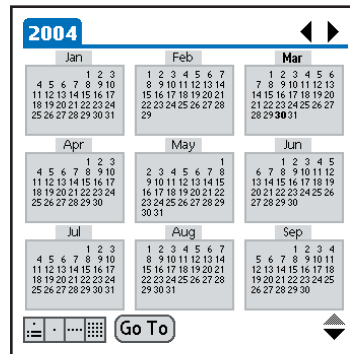 2004
Jan
1 2 3
4 5 6 7 8 9 10
11 12 13 14 15 16 17
18 19 20 21 22 23 24
25 26 27 28 29 30 31
Feb
1 2 3 4 5 6 7
8 9 10 11 12 13 14
15 16 17 18 19 20 21
22 23 24 25 26 27 28
29
Mar
1 2 3 4 5 6
7 8 9 10 11 12 13
14 15 16 17 18 19 20
21 22 23 24 25 26 27
28 29 30 31
Apr
1 2 3
4 5 6 7 8 9 10
11 12 13 14 15 16 17
18 19 20 21 22 23 24
25 26 27 28 29 30
May
1
2 3 4 5 6 7 8
9 10 11 12 13 14 15
16 17 18 19 20 21 22
23 24 25 26 27 28 29
30 31
Jun
1 2 3 4 5
6 7 8 9 10 11 12
13 14 15 16 17 18 19
20 21 22 23 24 25 26
27 28 29 30
Jul
1 2 3
4 5 6 7 8 9 10
11 12 13 14 15 16 17
18 19 20 21 22 23 24
25 26 27 28 29 30 31
Aug
1 2 3 4 5 6 7
8 9 10 11 12 13 14
15 16 17 18 19 20 21
22 23 24 25 26 27 28
29 30 31
Sep
1 2 3 4
5 6 7 8 9 10 11
12 13 14 15 16 17 18
19 20 21 22 23 24 25
26 27 28 29 30
Go To